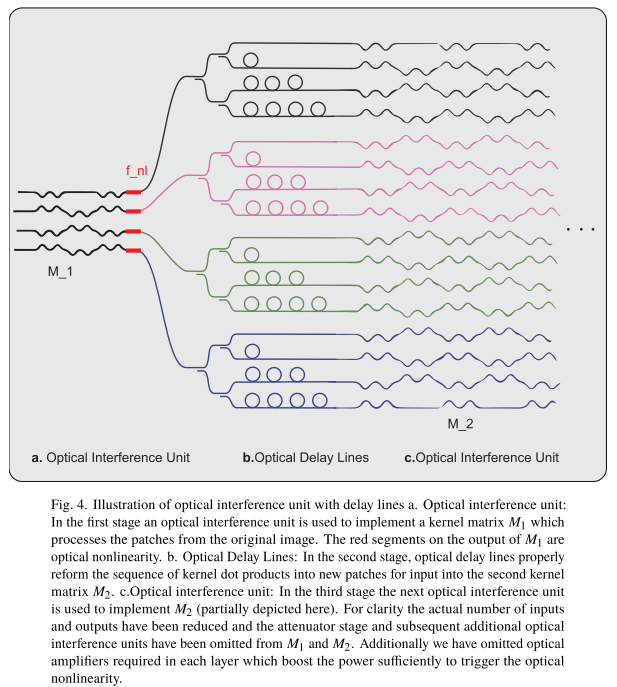 f_nl
M_1
. . .
M_2
a. Optical Interference Unit
b.Optical Delay Lines
c.Optical Interference Unit
Fig. 4. Illustration of optical interference unit with delay lines a. Optical interference unit:
In the first stage an optical interference unit is used to implement a kernel matrix M1 which
processes the patches from the original image. The red segments on the output of M1 are
optical nonlinearity. b. Optical Delay Lines: In the second stage, optical delay lines properly
reform the sequence of kernel dot products into new patches for input into the second kernel
matrix M2. c.Optical interference unit: In the third stage the next optical interference unit
is used to implement M2 (partially depicted here). For clarity the actual number of inputs
and outputs have been reduced and the attenuator stage and subsequent additional optical
interference units have been omitted from M1 and M2. Additionally we have omitted optical
amplifiers required in each layer which boost the power sufficiently to trigger the optical
nonlinearity.